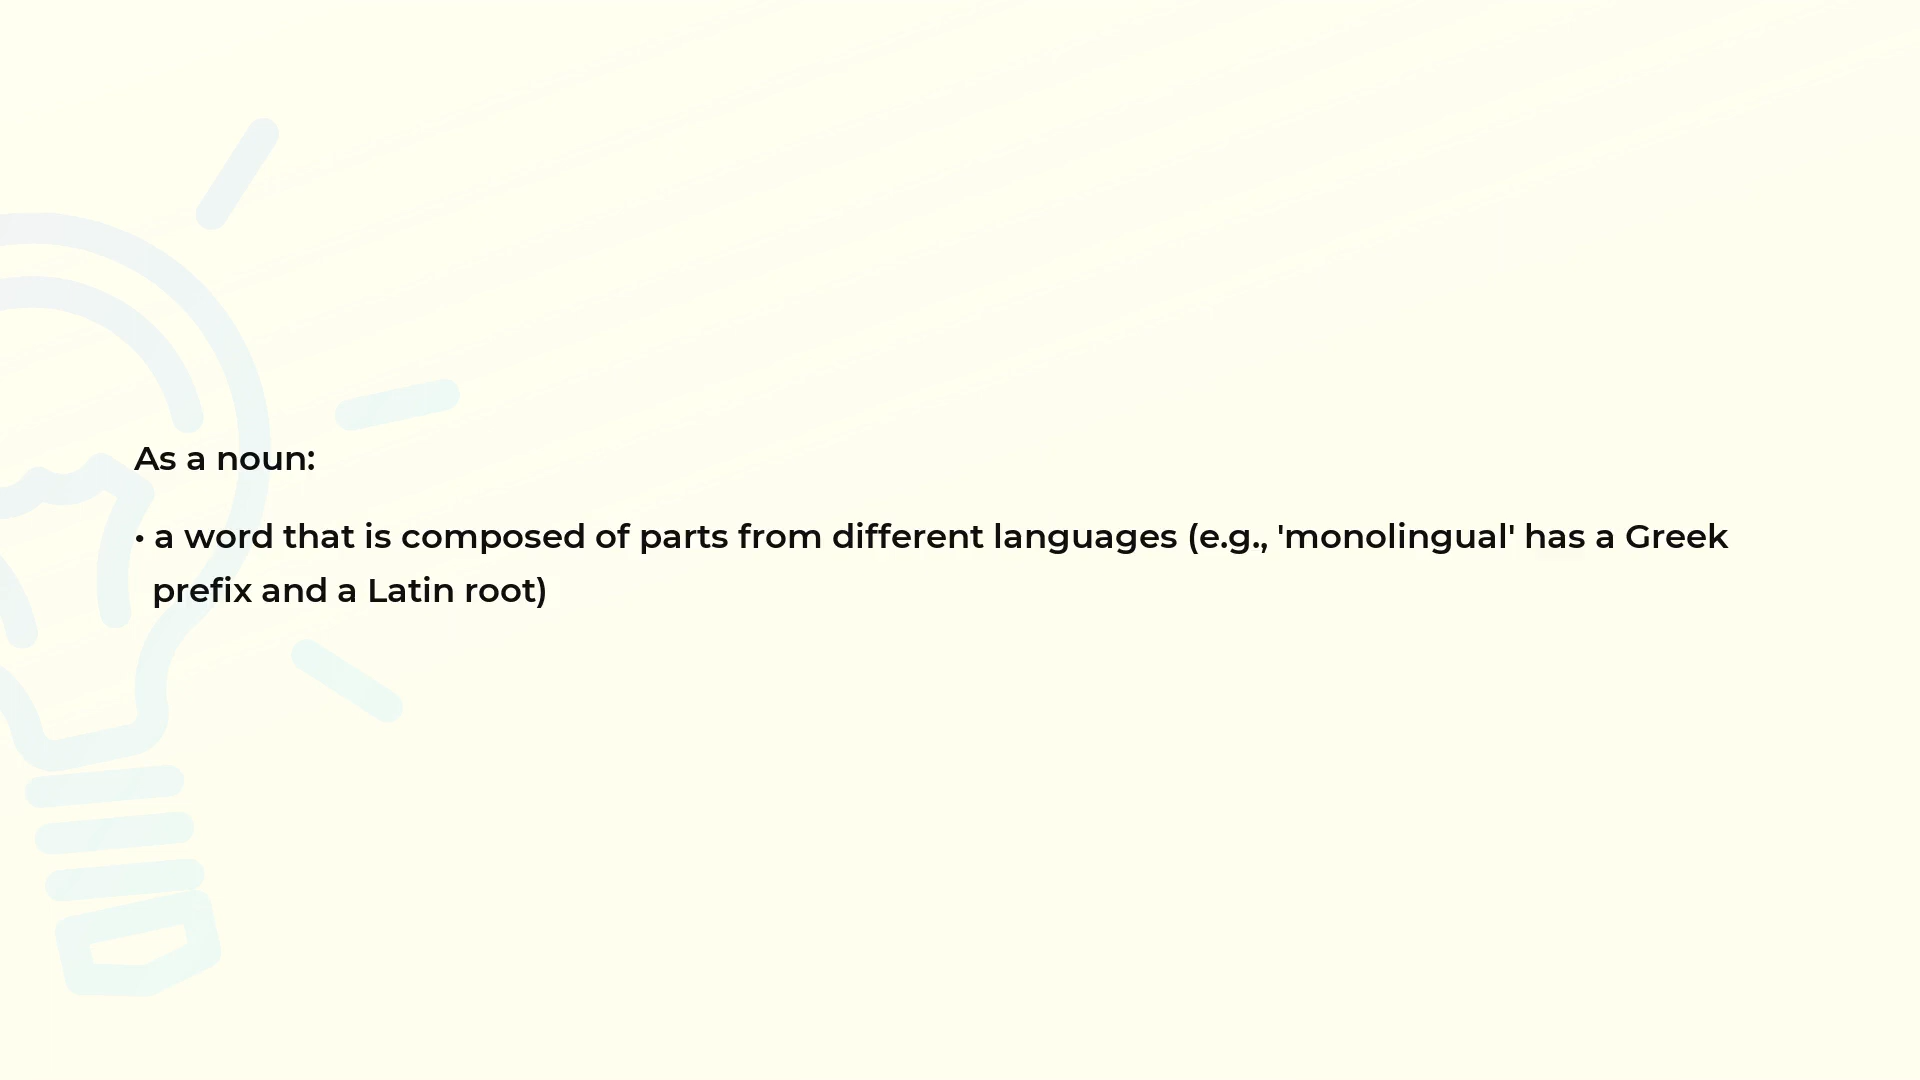 As a noun:
• a word that is composed of parts from different languages (e.g., 'monolingual' has a Greek
prefix and a Latin root)